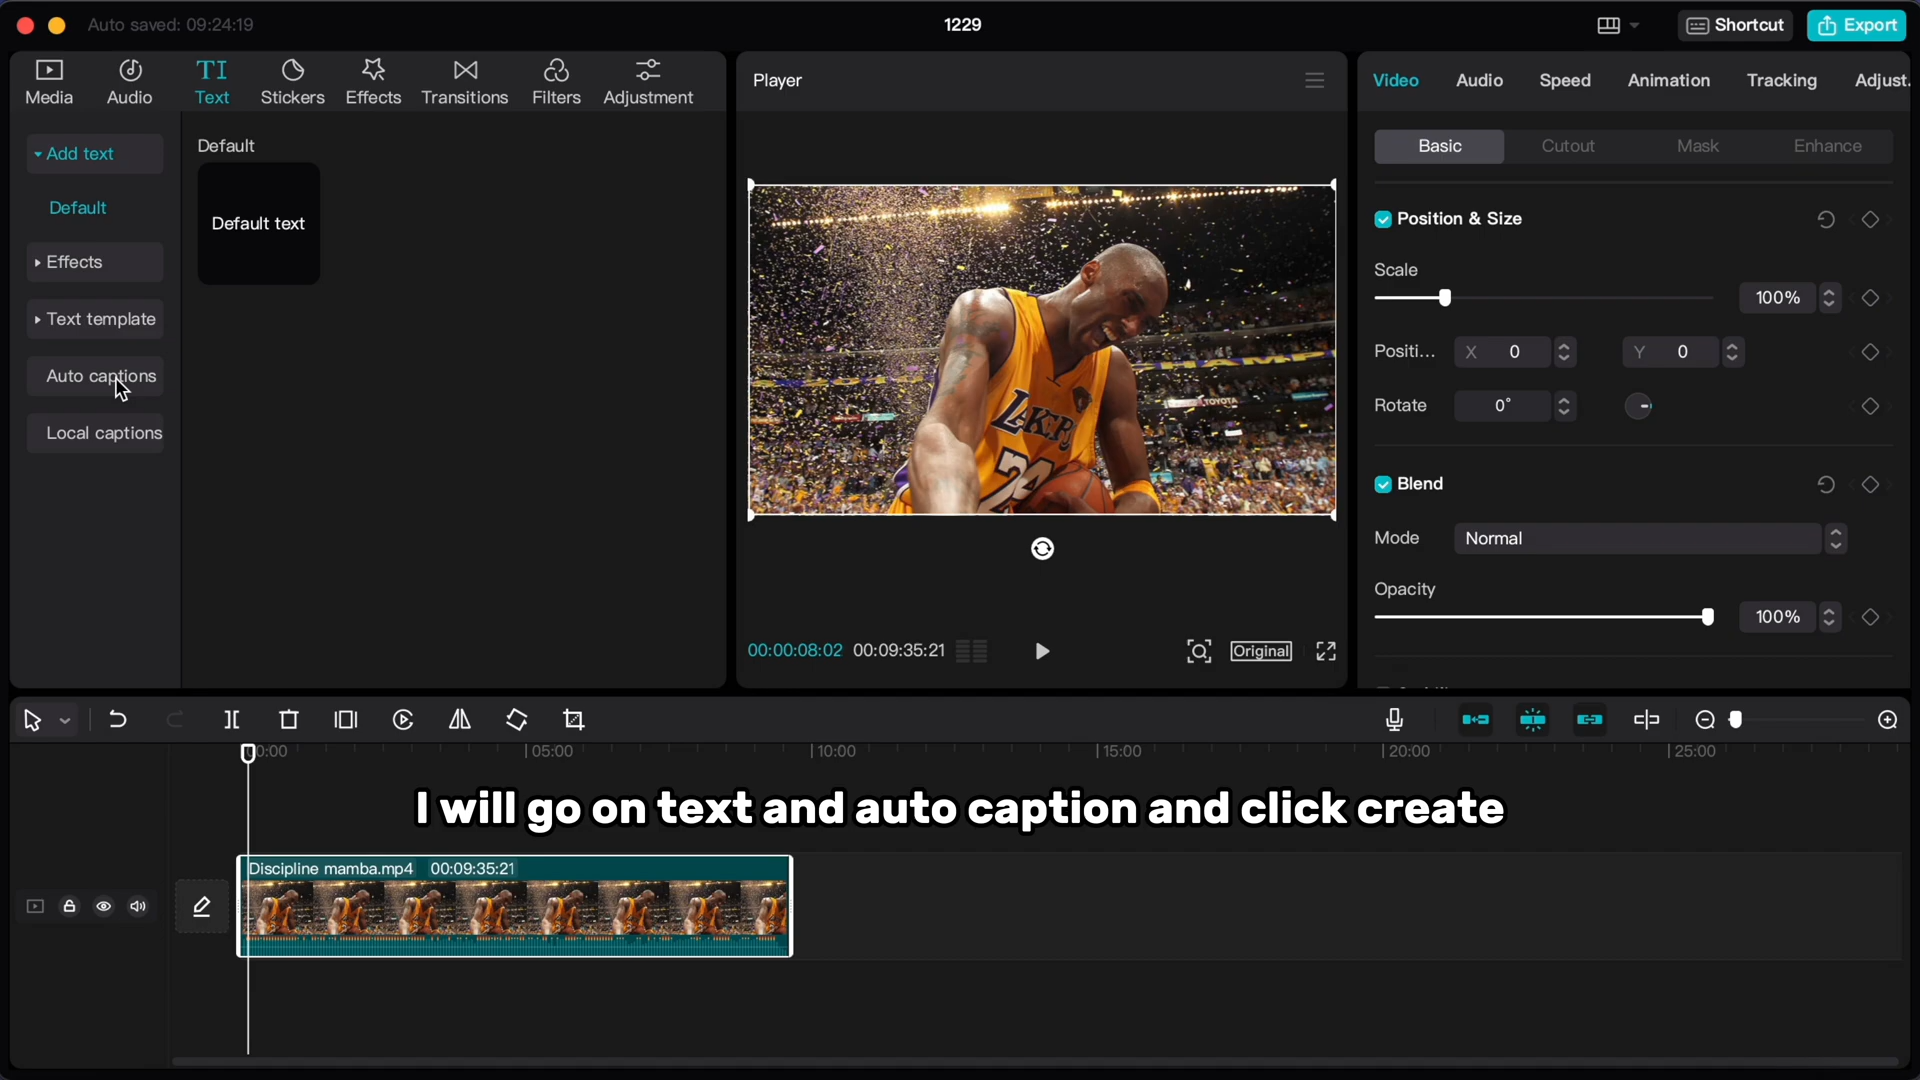 Auto saved: 09:24:19
1229
Shortcut
Export
Media
Audio
TI
Text
Stickers
Effects
Transitions
Filters
Adjustment
Add text
Default
Effects
Text template
Auto captions
Local captions
Default
Default text
Player
LAKERS
24
TOYOTA
00:00:08:02
00:09:35:21
Original
Video
Audio
Speed
Animation
Tracking
Adjust.
Basic
Cutout
Mask
Enhance
Position & Size
Scale
100%
Positi...
X 0
Y 0
Rotate
0°
Blend
Mode
Normal
Opacity
100%
00:00
05:00
10:00
15:00
20:00
25:00
I will go on text and auto caption and click create
Discipline mamba.mp4 00:09:35:21